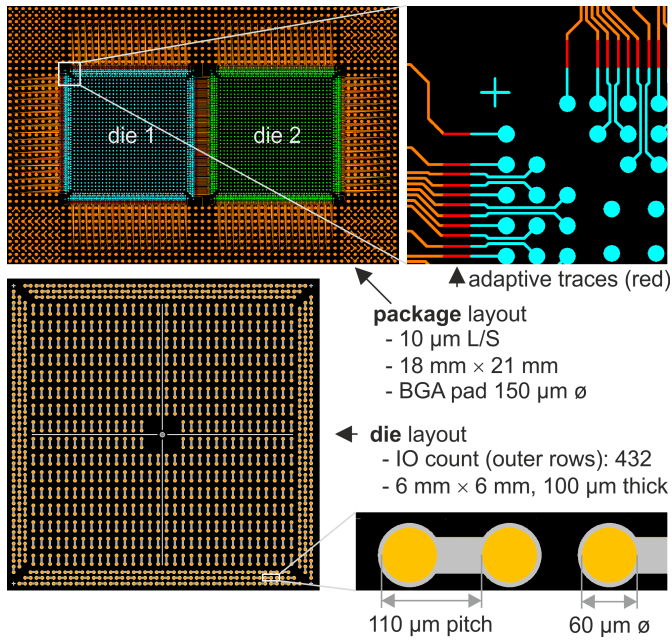 die 1
die 2
adaptive traces (red)
package layout
- 10 µm L/S
- 18 mm × 21 mm
- BGA pad 150 µm ø
die layout
- IO count (outer rows): 432
- 6 mm × 6 mm, 100 µm thick
110 µm pitch
60 µm ø